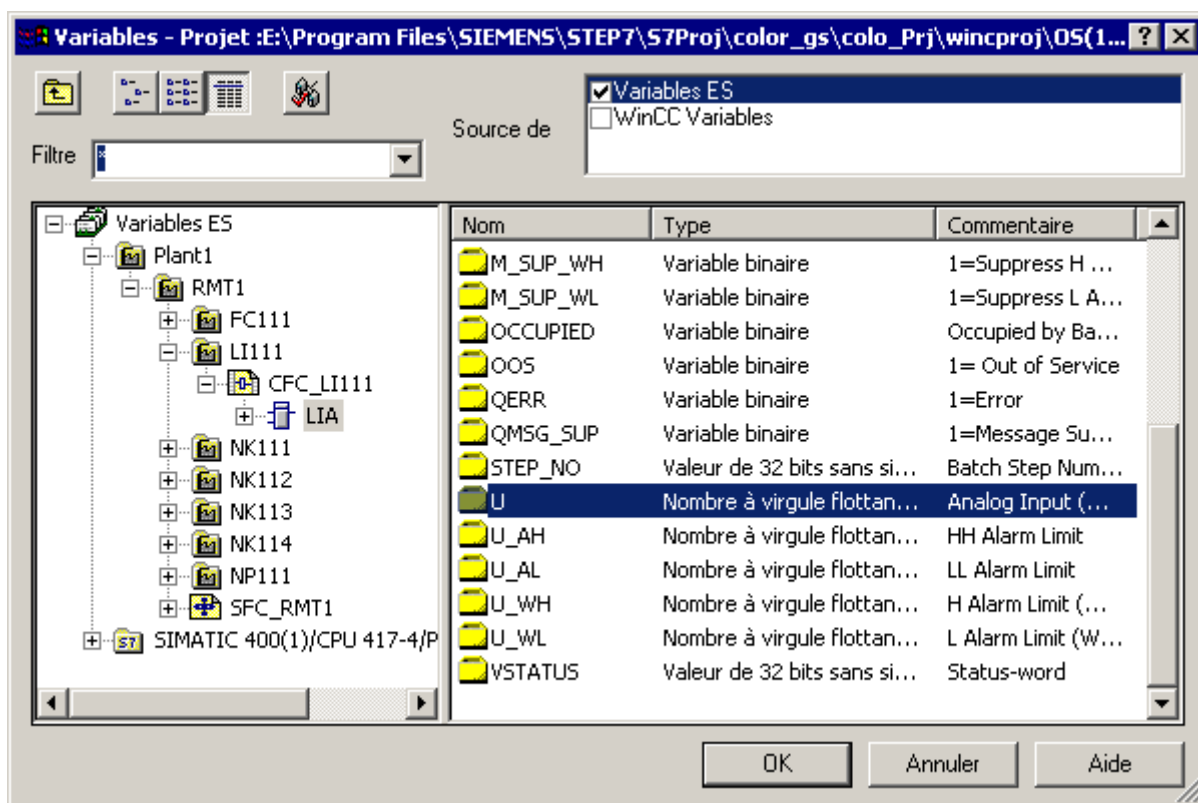 Variables - Projet :E:\Program Files\SIEMENS\STEP7\S7Proj\color_gs\colo_Prj\wincproj\OS(1...
Source de
Variables ES
WinCC Variables
Filtre *
Variables ES
Plant1
RMT1
FC111
LI111
CFC_LI111
LIA
NK111
NK112
NK113
NK114
NP111
SFC_RMT1
S7 SIMATIC 400(1)/CPU 417-4/P
Nom Type Commentaire
M_SUP_WH Variable binaire 1=Suppress H ...
M_SUP_WL Variable binaire 1=Suppress L A...
OCCUPIED Variable binaire Occupied by Ba...
OOS Variable binaire 1= Out of Service
QERR Variable binaire 1=Error
QMSG_SUP Variable binaire 1=Message Su...
STEP_NO Valeur de 32 bits sans si... Batch Step Num...
U Nombre à virgule flottan... Analog Input (...
U_AH Nombre à virgule flottan... HH Alarm Limit
U_AL Nombre à virgule flottan... LL Alarm Limit
U_WH Nombre à virgule flottan... H Alarm Limit (...
U_WL Nombre à virgule flottan... L Alarm Limit (W...
VSTATUS Valeur de 32 bits sans si... Status-word
OK Annuler Aide